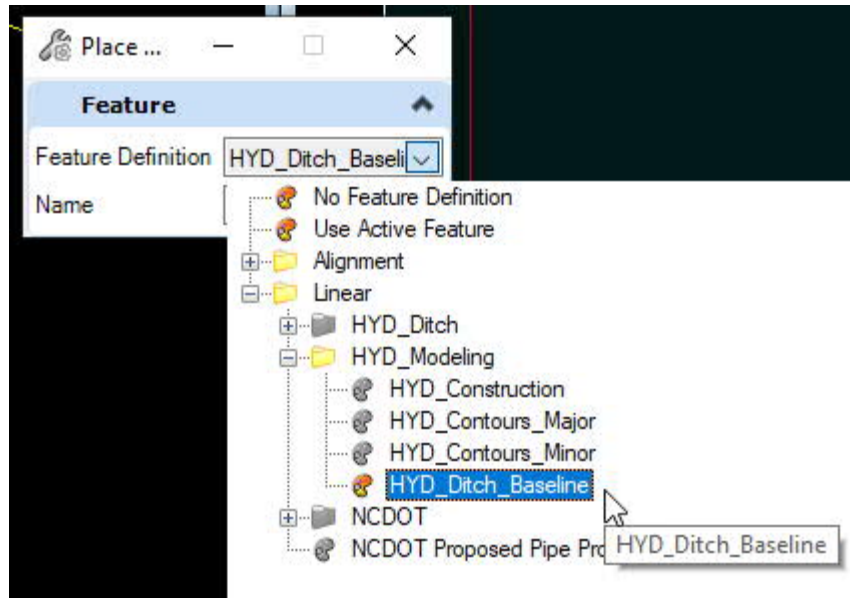 Place ...
Feature
Feature Definition HYD_Ditch_Baseli
Name
No Feature Definition
Use Active Feature
Alignment
Linear
HYD_Ditch
HYD_Modeling
HYD_Construction
HYD_Contours_Major
HYD_Contours_Minor
HYD_Ditch_Baseline
NCDOT
NCDOT Proposed Pipe Pro
HYD_Ditch_Baseline